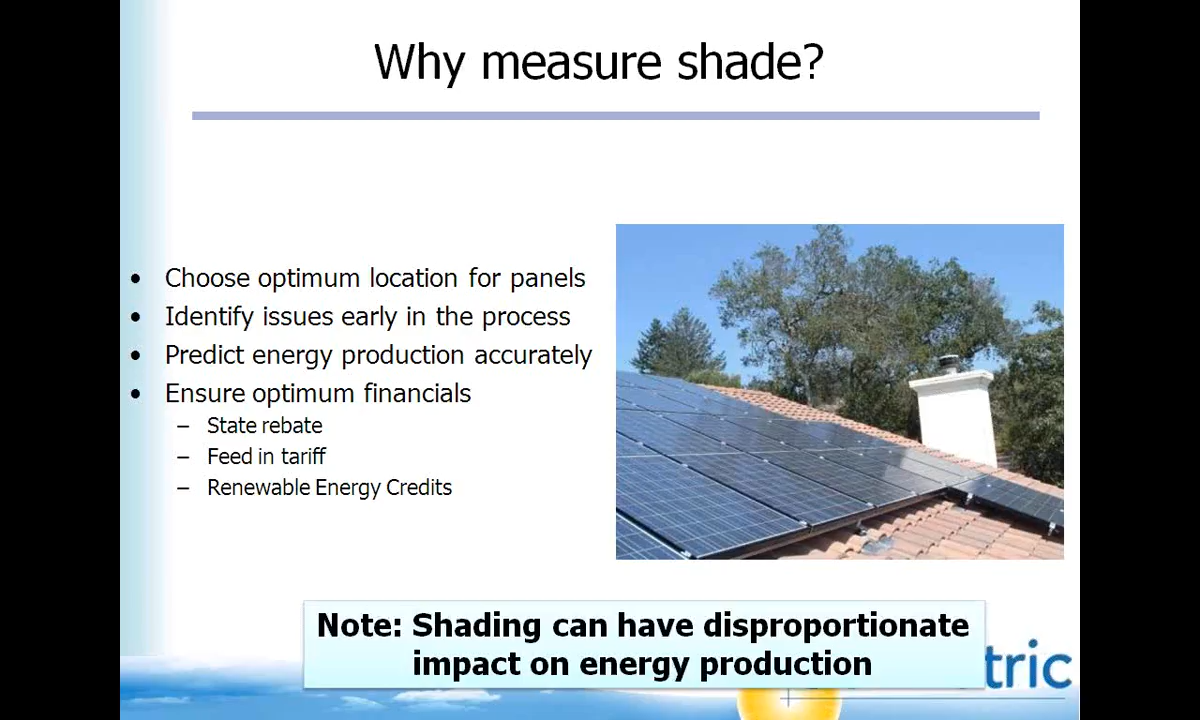 Why measure shade?
• Choose optimum location for panels
• Identify issues early in the process
• Predict energy production accurately
• Ensure optimum financials
– State rebate
– Feed in tariff
– Renewable Energy Credits
Note: Shading can have disproportionate
impact on energy production
tric